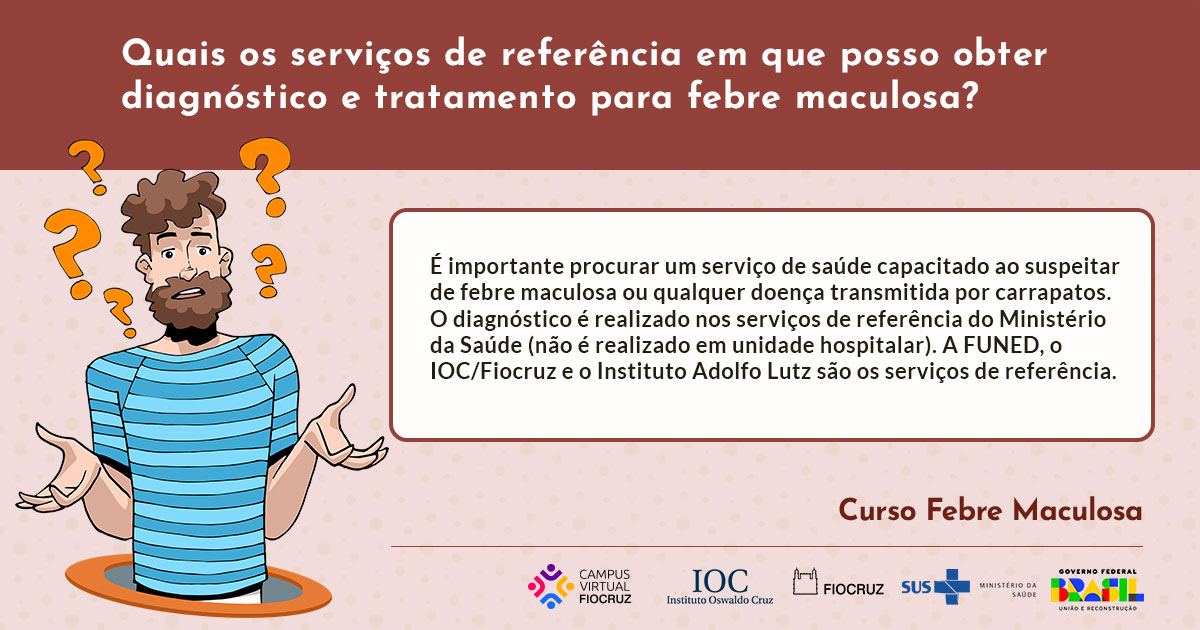 Quais os serviços de referência em que posso obter
diagnóstico e tratamento para febre maculosa?
? ? ? ? ?
É importante procurar um serviço de saúde capacitado ao suspeitar
de febre maculosa ou qualquer doença transmitida por carrapatos.
O diagnóstico é realizado nos serviços de referência do Ministério
da Saúde (não é realizado em unidade hospitalar). A FUNED, o
IOC/Fiocruz e o Instituto Adolfo Lutz são os serviços de referência.
Curso Febre Maculosa
CAMPUS
VIRTUAL
FIOCRUZ
IOC
Instituto Oswaldo Cruz
FIOCRUZ
SUS
MINISTÉRIO DA
SAÚDE
GOVERNO FEDERAL
BRASIL
UNIÃO E RECONSTRUÇÃO